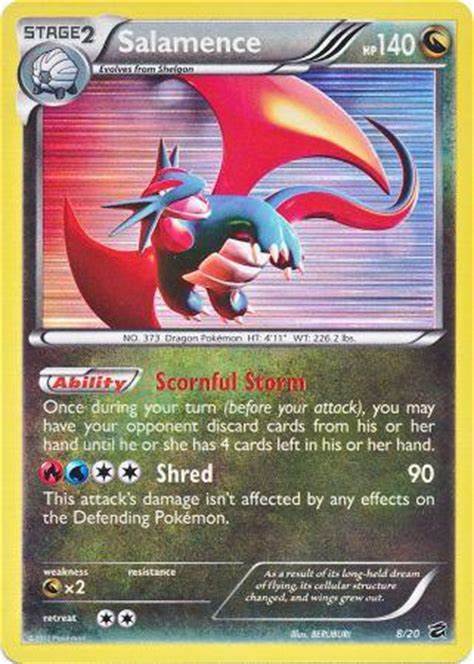 STAGE2
Salamence
HP140
Evolves from Shelgon
NO. 373 Dragon Pokémon HT: 4'11" WT: 226.2 lbs.
Ability Scornful Storm
Once during your turn (before your attack), you may
have your opponent discard cards from his or her
hand until he or she has 4 cards left in his or her hand.
Shred 90
This attack's damage isn't affected by any effects on
the Defending Pokémon.
weakness resistance
×2
As a result of its long-held dream
of flying, its cellular structure
changed, and wings grew out.
retreat
Illus. BERUBURI
8/20